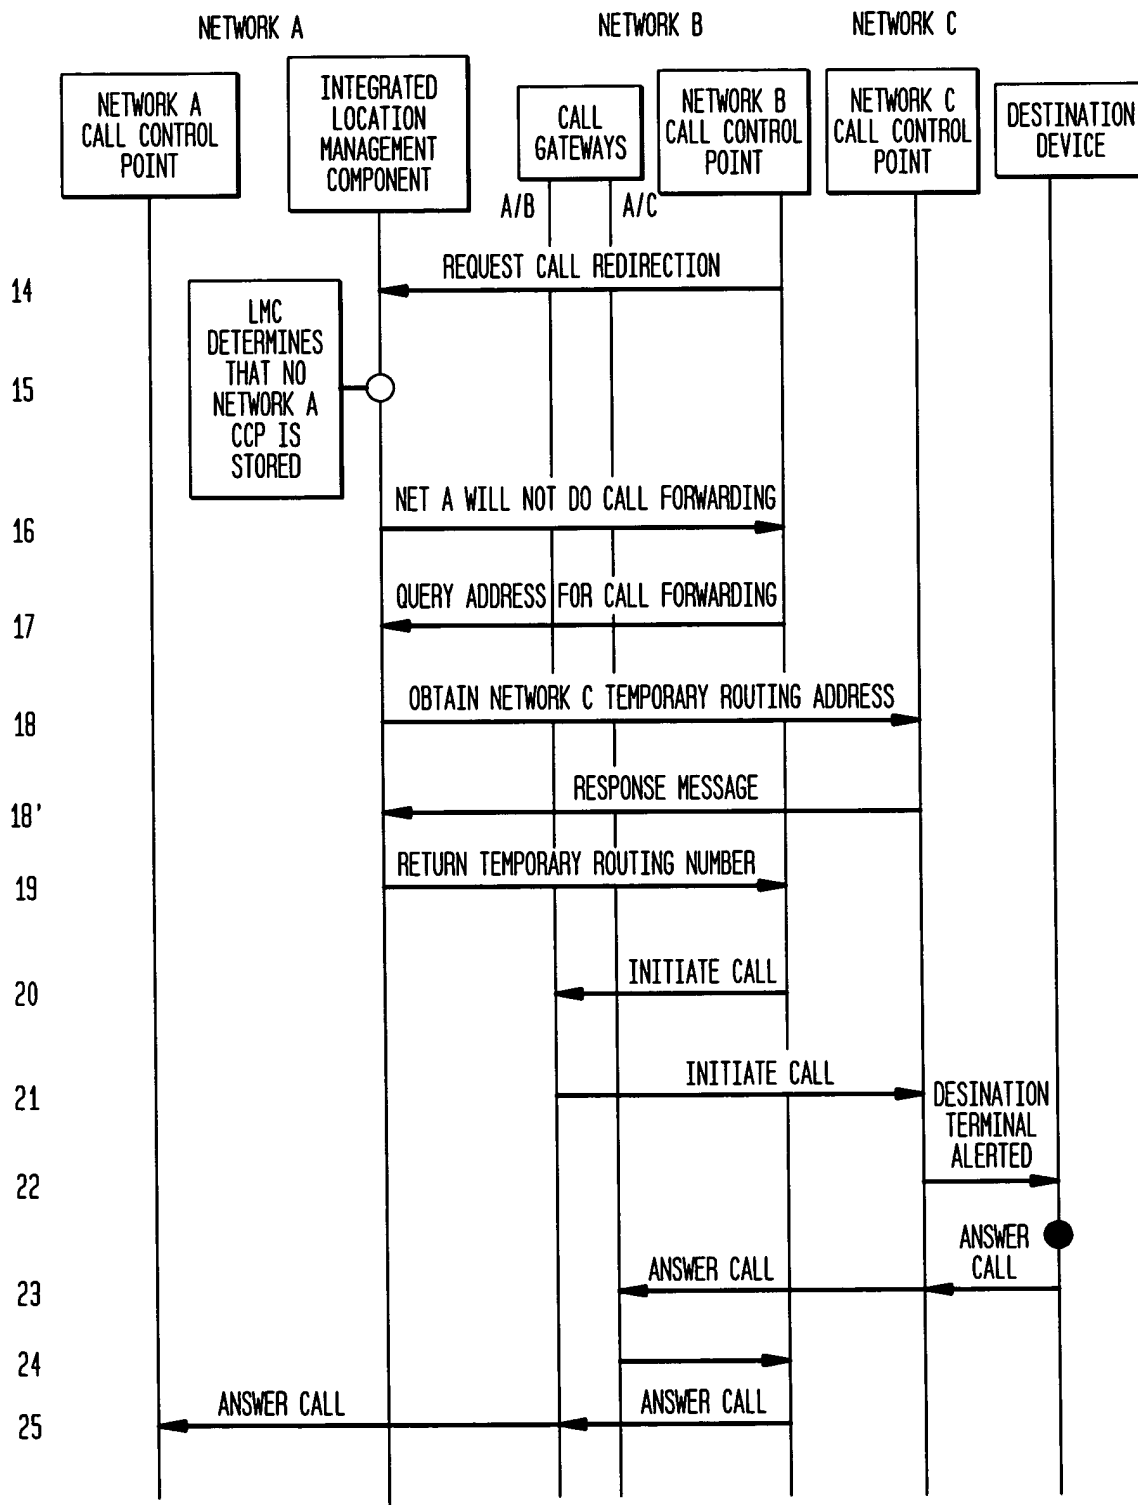 NETWORK A
NETWORK B
NETWORK C
NETWORK A
CALL CONTROL
POINT
INTEGRATED
LOCATION
MANAGEMENT
COMPONENT
CALL
GATEWAYS
NETWORK B
CALL CONTROL
POINT
NETWORK C
CALL CONTROL
POINT
DESTINATION
DEVICE
A/B
A/C
REQUEST CALL REDIRECTION
14
LMC
DETERMINES
THAT NO
NETWORK A
CCP IS
STORED
15
NET A WILL NOT DO CALL FORWARDING
16
QUERY ADDRESS FOR CALL FORWARDING
17
OBTAIN NETWORK C TEMPORARY ROUTING ADDRESS
18
RESPONSE MESSAGE
18'
RETURN TEMPORARY ROUTING NUMBER
19
INITIATE CALL
20
INITIATE CALL
21
DESINATION
TERMINAL
ALERTED
22
ANSWER
CALL
ANSWER CALL
23
24
ANSWER CALL
ANSWER CALL
25